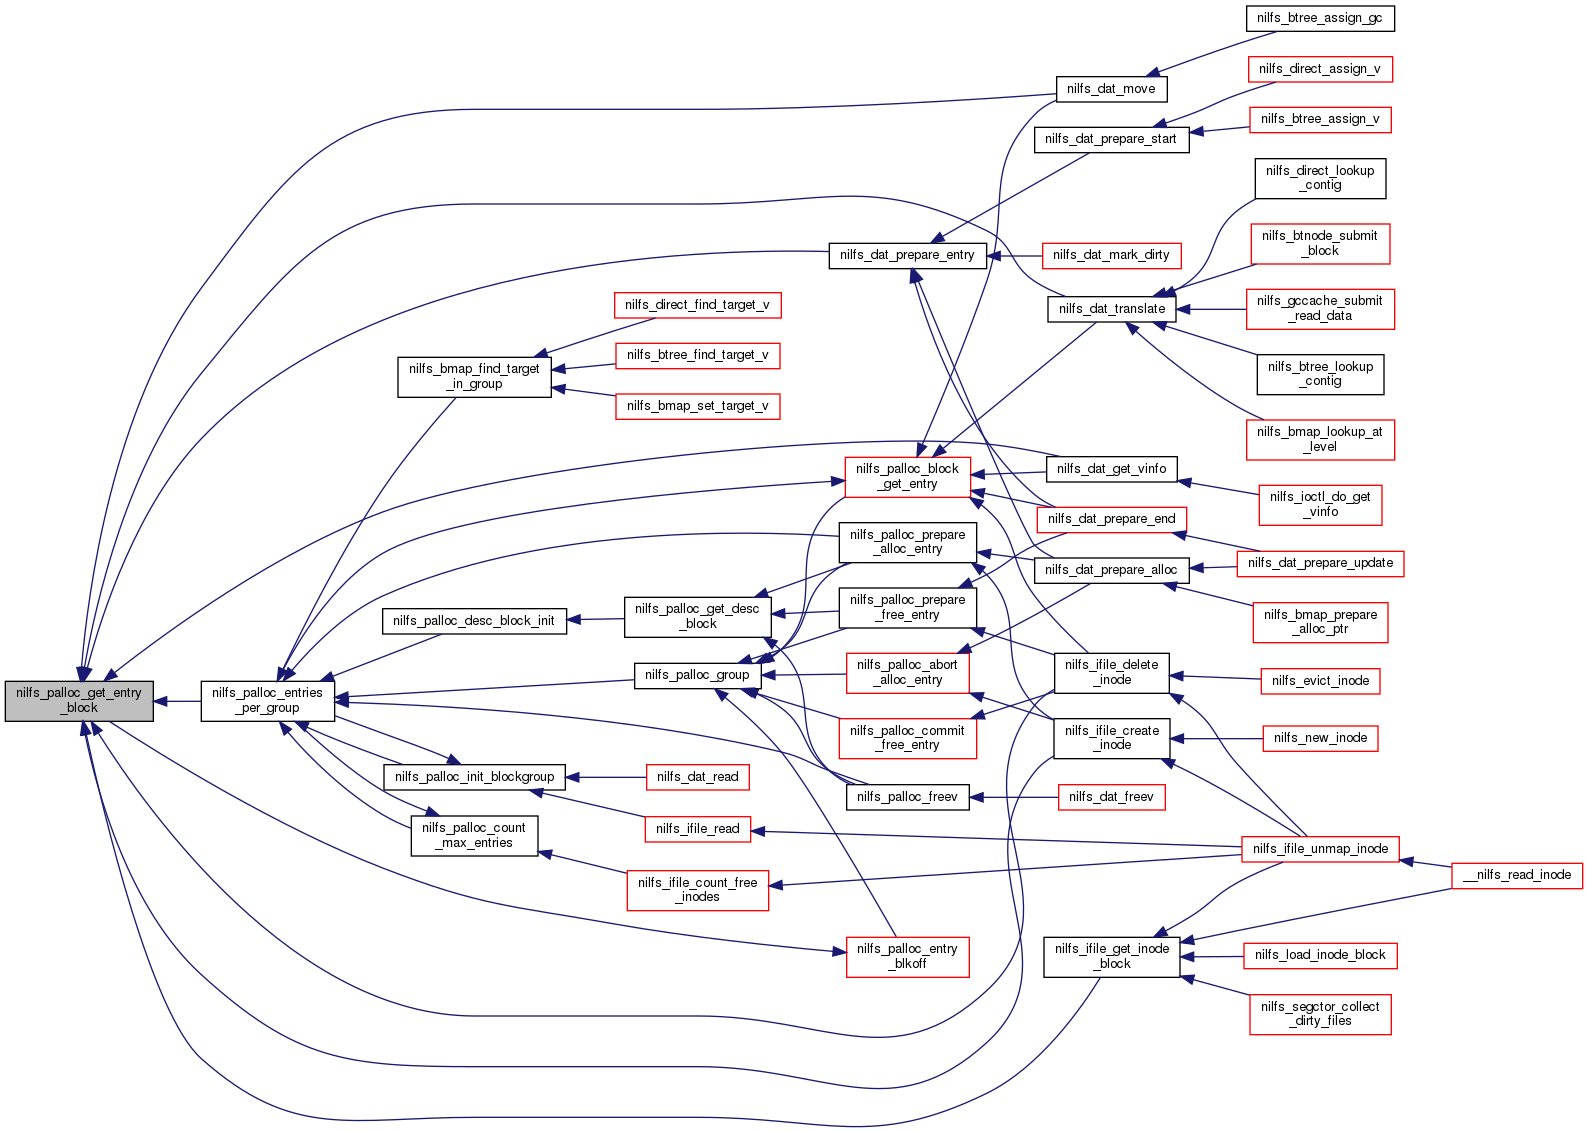 nilfs_btree_assign_gc
nilfs_direct_assign_v
nilfs_dat_move
nilfs_btree_assign_v
nilfs_dat_prepare_start
nilfs_direct_lookup
_contig
nilfs_btnode_submit
_block
nilfs_dat_prepare_entry
nilfs_dat_mark_dirty
nilfs_gccache_submit
_read_data
nilfs_dat_translate
nilfs_direct_find_target_v
nilfs_btree_find_target_v
nilfs_bmap_find_target
_in_group
nilfs_btree_lookup
_contig
nilfs_bmap_set_target_v
nilfs_bmap_lookup_at
_level
nilfs_palloc_block
_get_entry
nilfs_dat_get_vinfo
nilfs_ioctl_do_get
_vinfo
nilfs_dat_prepare_end
nilfs_palloc_prepare
_alloc_entry
nilfs_dat_prepare_update
nilfs_dat_prepare_alloc
nilfs_palloc_prepare
_free_entry
nilfs_palloc_get_desc
_block
nilfs_palloc_desc_block_init
nilfs_bmap_prepare
_alloc_ptr
nilfs_palloc_group
nilfs_palloc_abort
_alloc_entry
nilfs_ifile_delete
_inode
nilfs_evict_inode
nilfs_palloc_get_entry
_block
nilfs_palloc_entries
_per_group
nilfs_palloc_commit
_free_entry
nilfs_ifile_create
_inode
nilfs_new_inode
nilfs_palloc_init_blockgroup
nilfs_dat_read
nilfs_palloc_freev
nilfs_dat_freev
nilfs_palloc_count
_max_entries
nilfs_ifile_read
nilfs_ifile_unmap_inode
__nilfs_read_inode
nilfs_ifile_count_free
_inodes
nilfs_palloc_entry
_blkoff
nilfs_ifile_get_inode
_block
nilfs_load_inode_block
nilfs_segctor_collect
_dirty_files